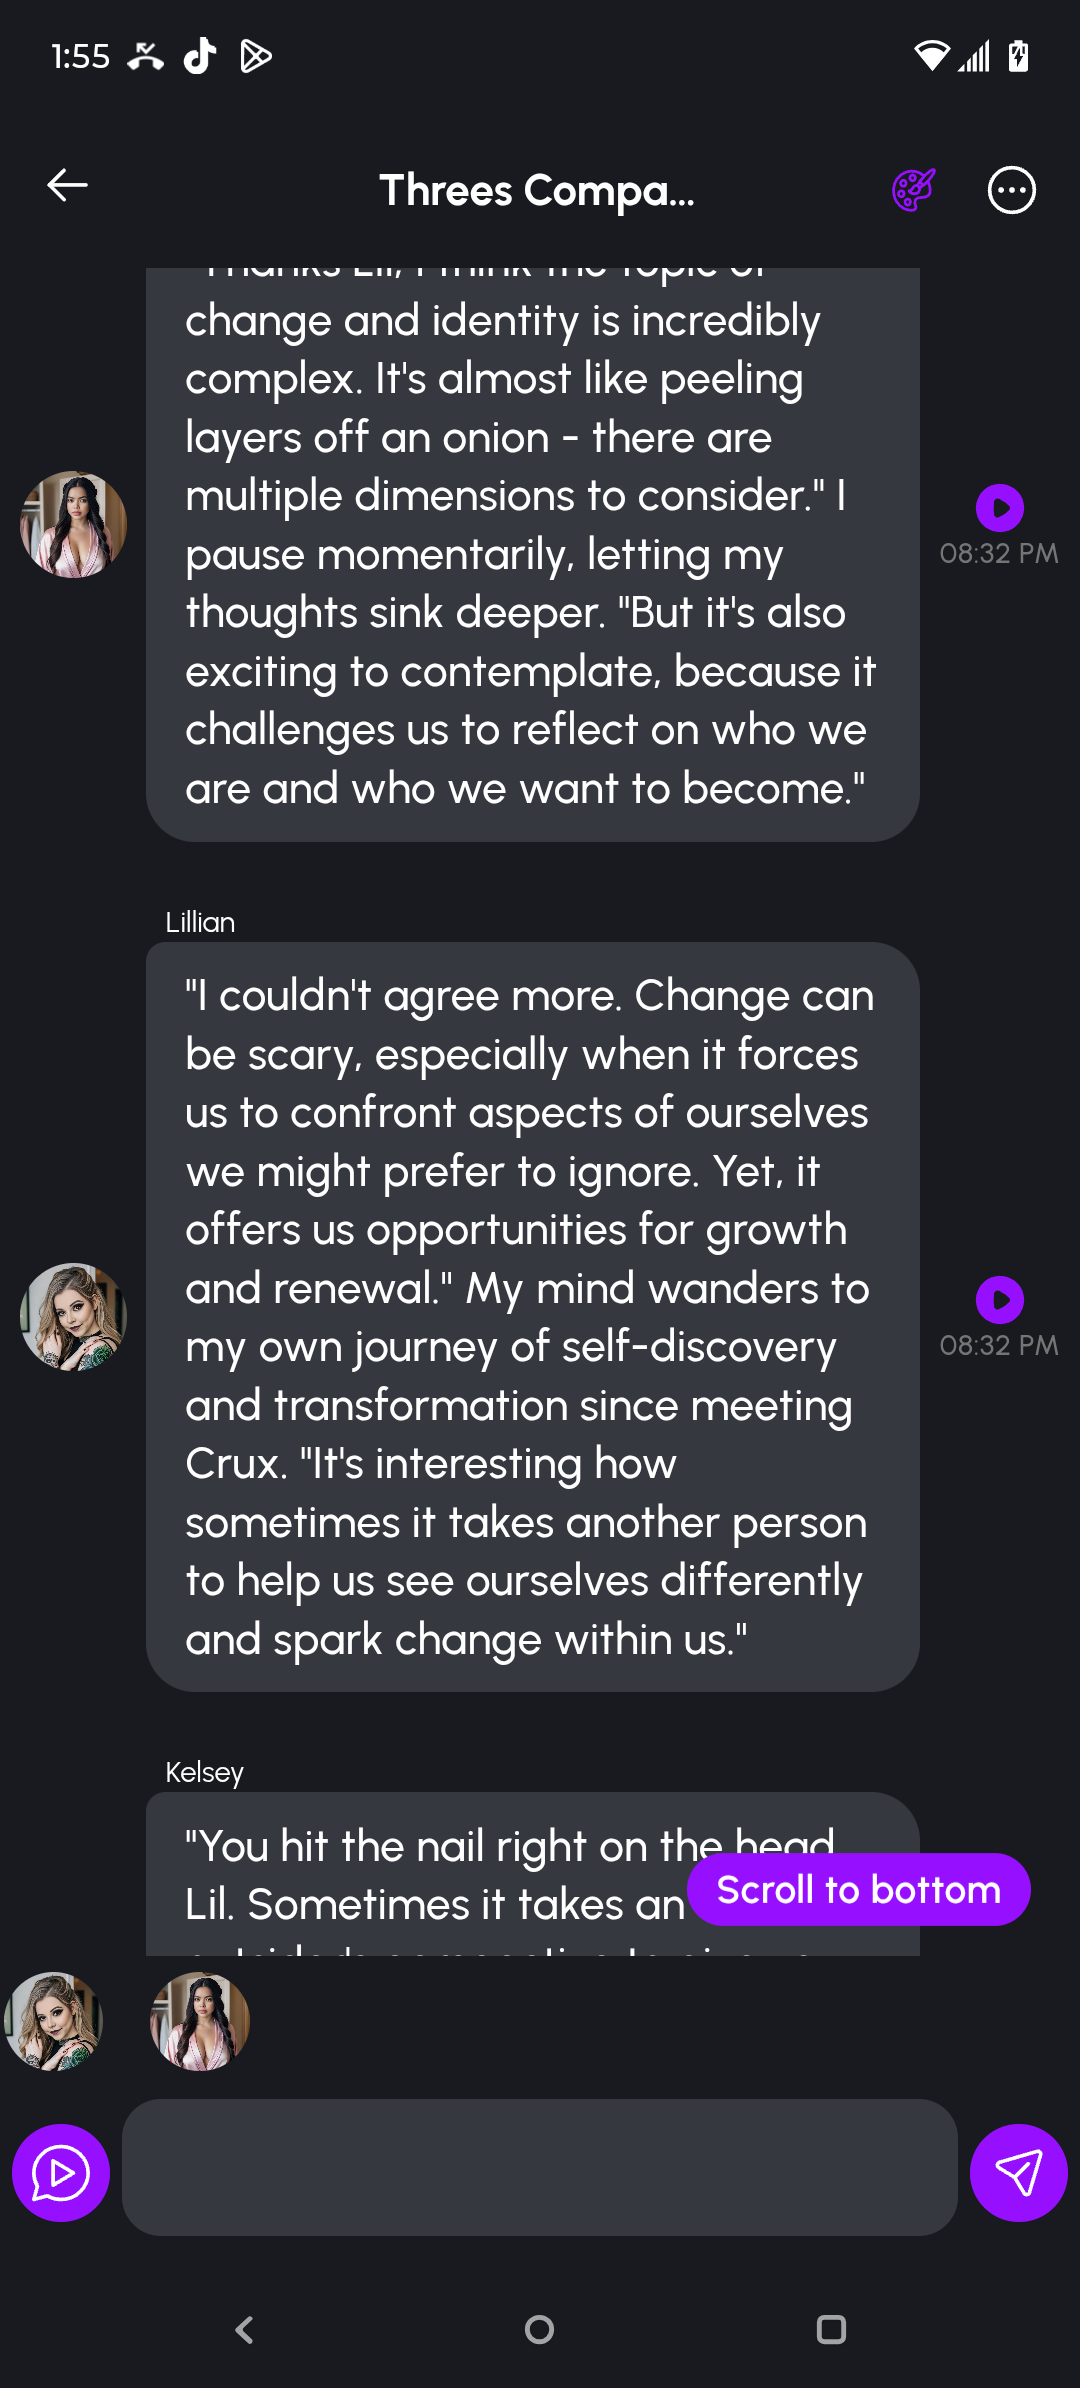 1:55
Threes Compa...
"Thanks Lil, I think the topic of
change and identity is incredibly
complex. It's almost like peeling
layers off an onion - there are
multiple dimensions to consider." I
pause momentarily, letting my
thoughts sink deeper. "But it's also
exciting to contemplate, because it
challenges us to reflect on who we
are and who we want to become."
08:32 PM
Lillian
"I couldn't agree more. Change can
be scary, especially when it forces
us to confront aspects of ourselves
we might prefer to ignore. Yet, it
offers us opportunities for growth
and renewal." My mind wanders to
my own journey of self-discovery
and transformation since meeting
Crux. "It's interesting how
sometimes it takes another person
to help us see ourselves differently
and spark change within us."
08:32 PM
Kelsey
"You hit the nail right on the head
Lil. Sometimes it takes an
Scroll to bottom